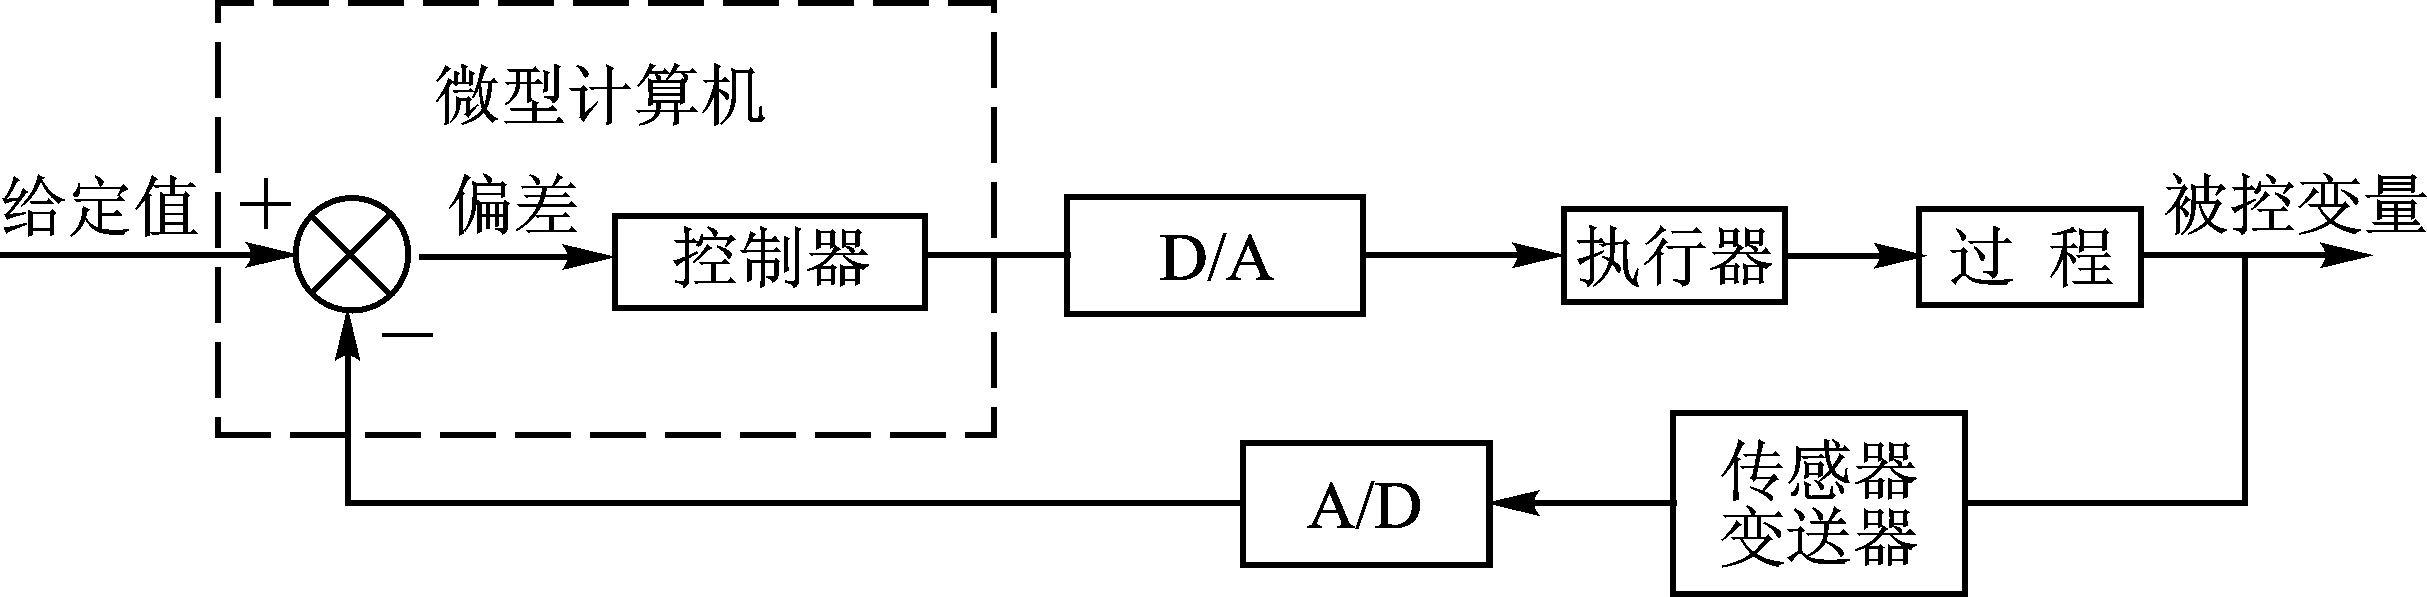 微型计算机
给定值
+
偏差
控制器
D/A
执行器
过 程
被控变量
—
A/D
传感器
变送器